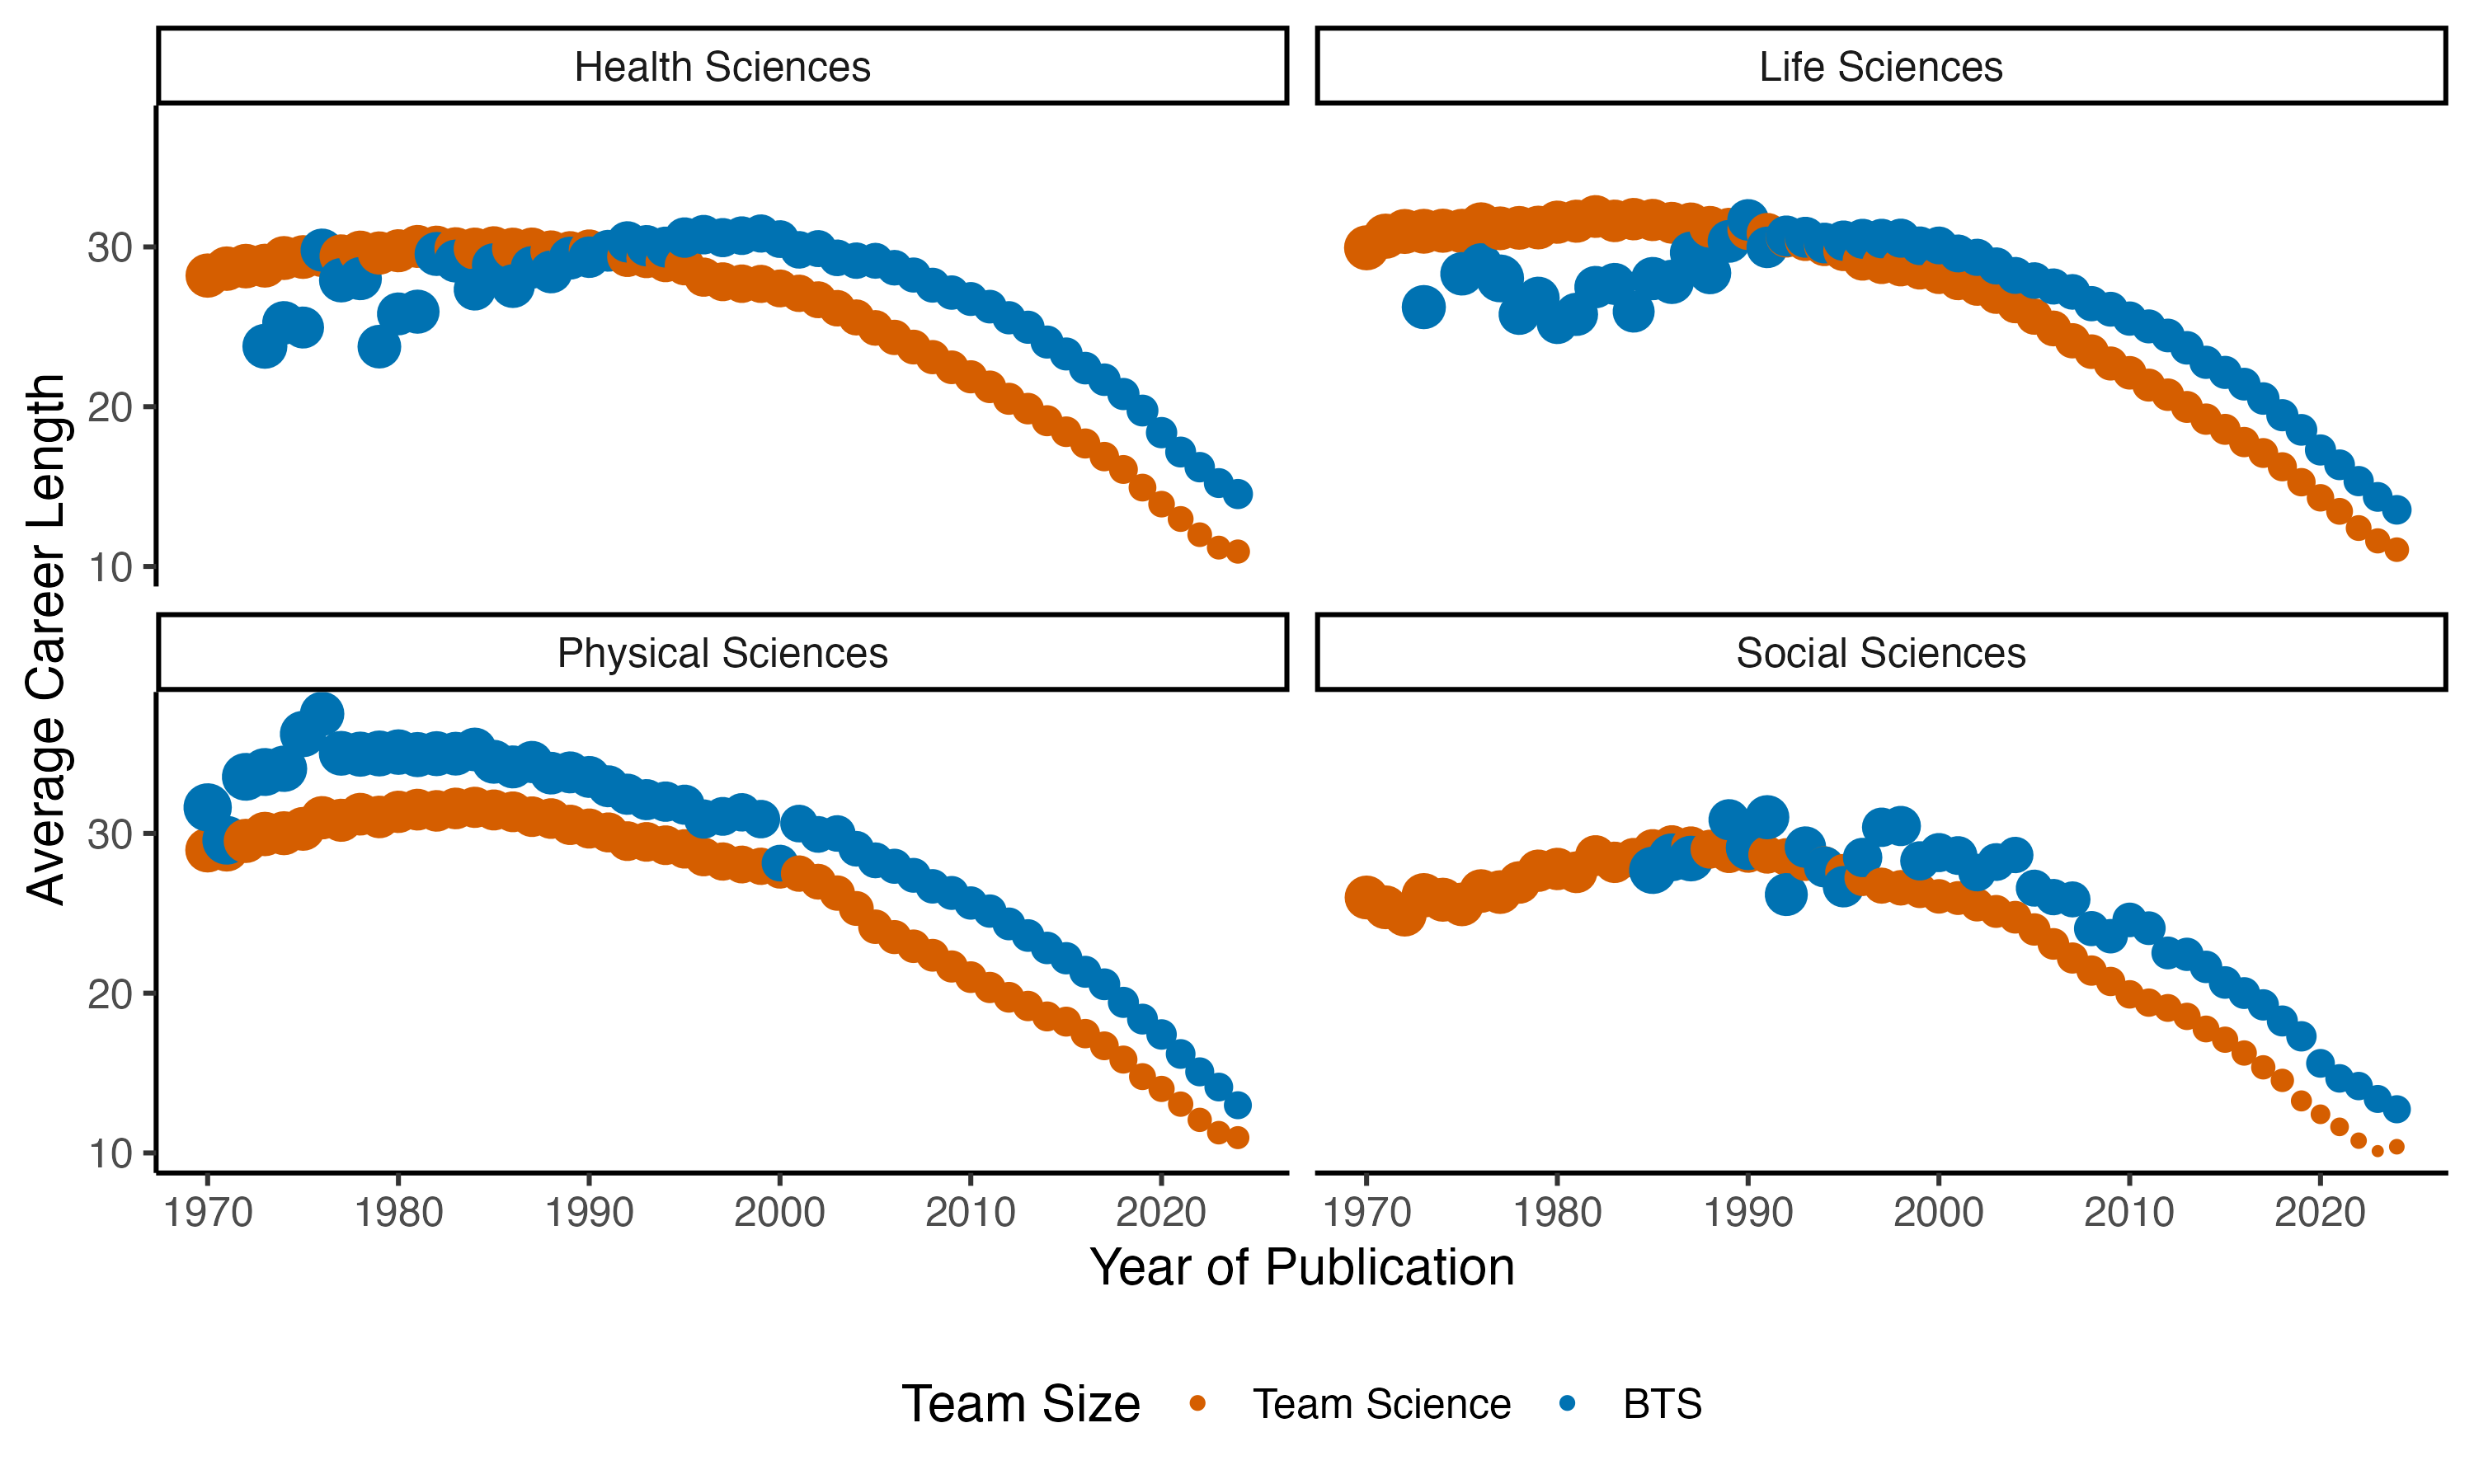 Health Sciences
Life Sciences
30
20
10
Average Career Length
Physical Sciences
Social Sciences
30
20
10
1970 1980 1990 2000 2010 2020
1970 1980 1990 2000 2010 2020
Year of Publication
Team Size Team Science BTS